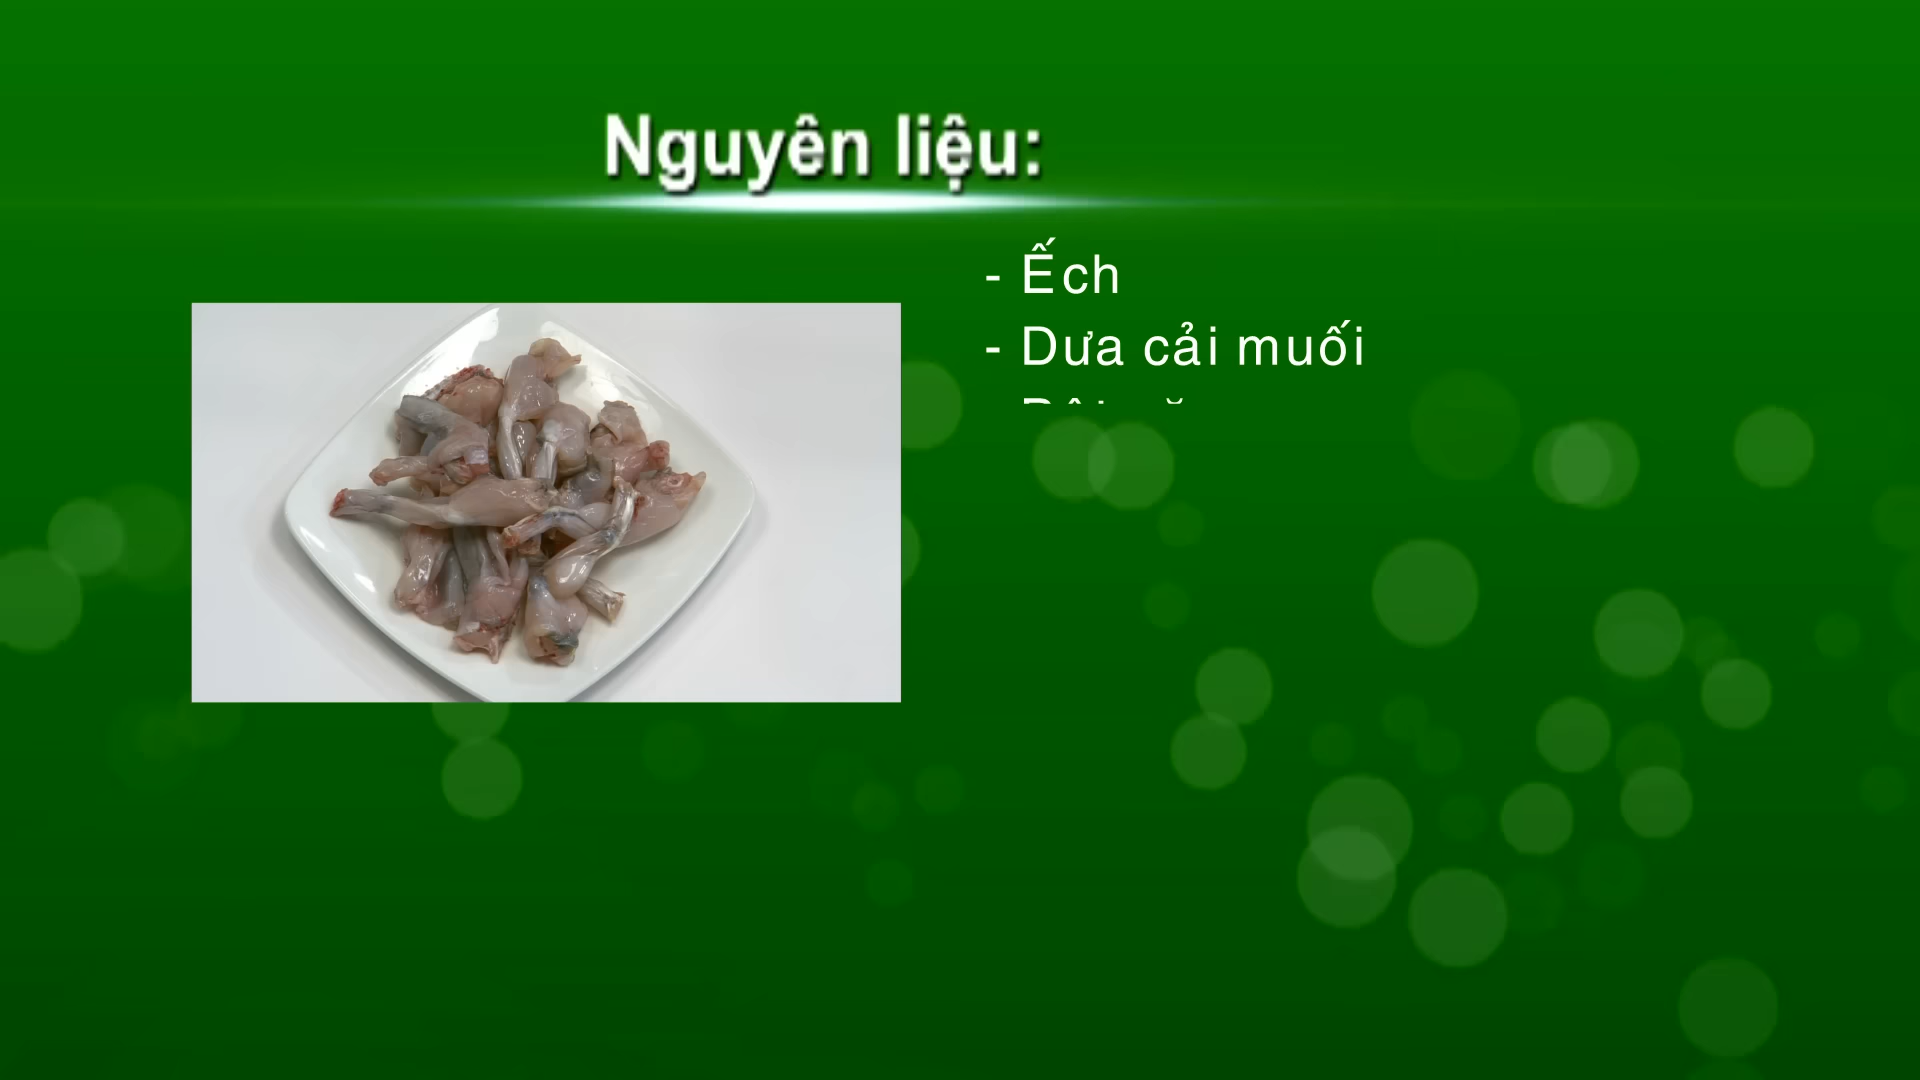 Nguyên liệu:
- Ếch
- Dưa cải muối